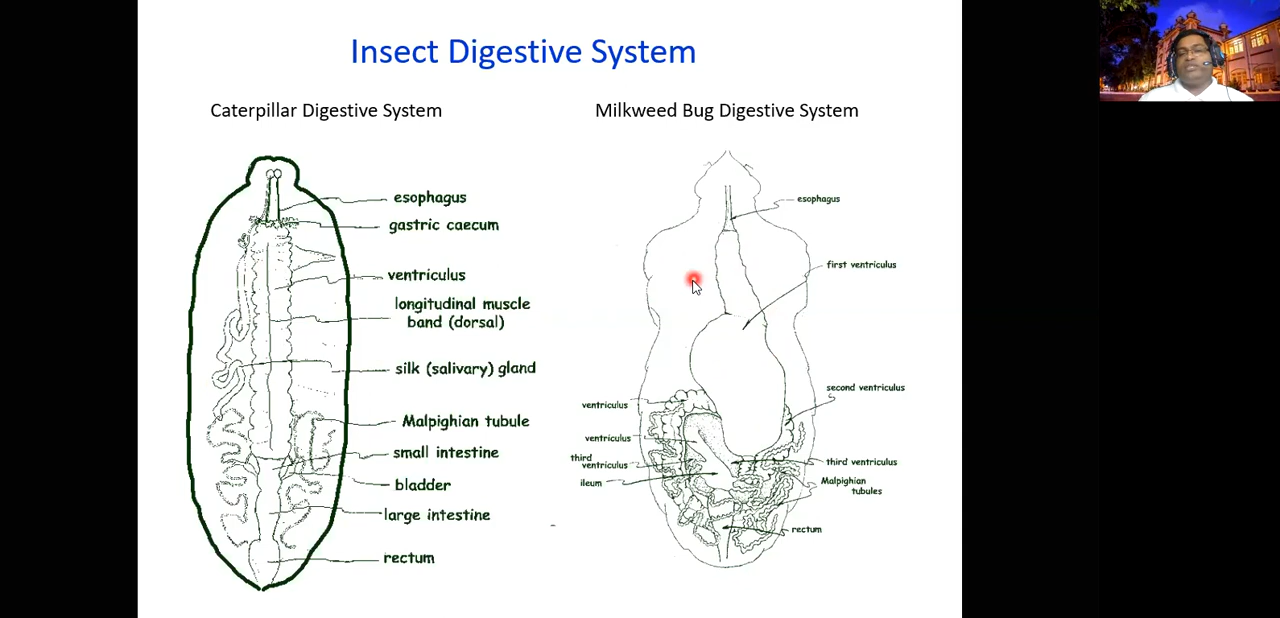 Insect Digestive System
Caterpillar Digestive System
esophagus
gastric caecum
ventriculus
longitudinal muscle
band (dorsal)
silk (salivary) gland
Malpighian tubule
small intestine
bladder
large intestine
rectum
Milkweed Bug Digestive System
esophagus
first ventriculus
second ventriculus
ventriculus
ventriculus
third
ventriculus
ileum
third ventriculus
Malpighian
tubules
rectum